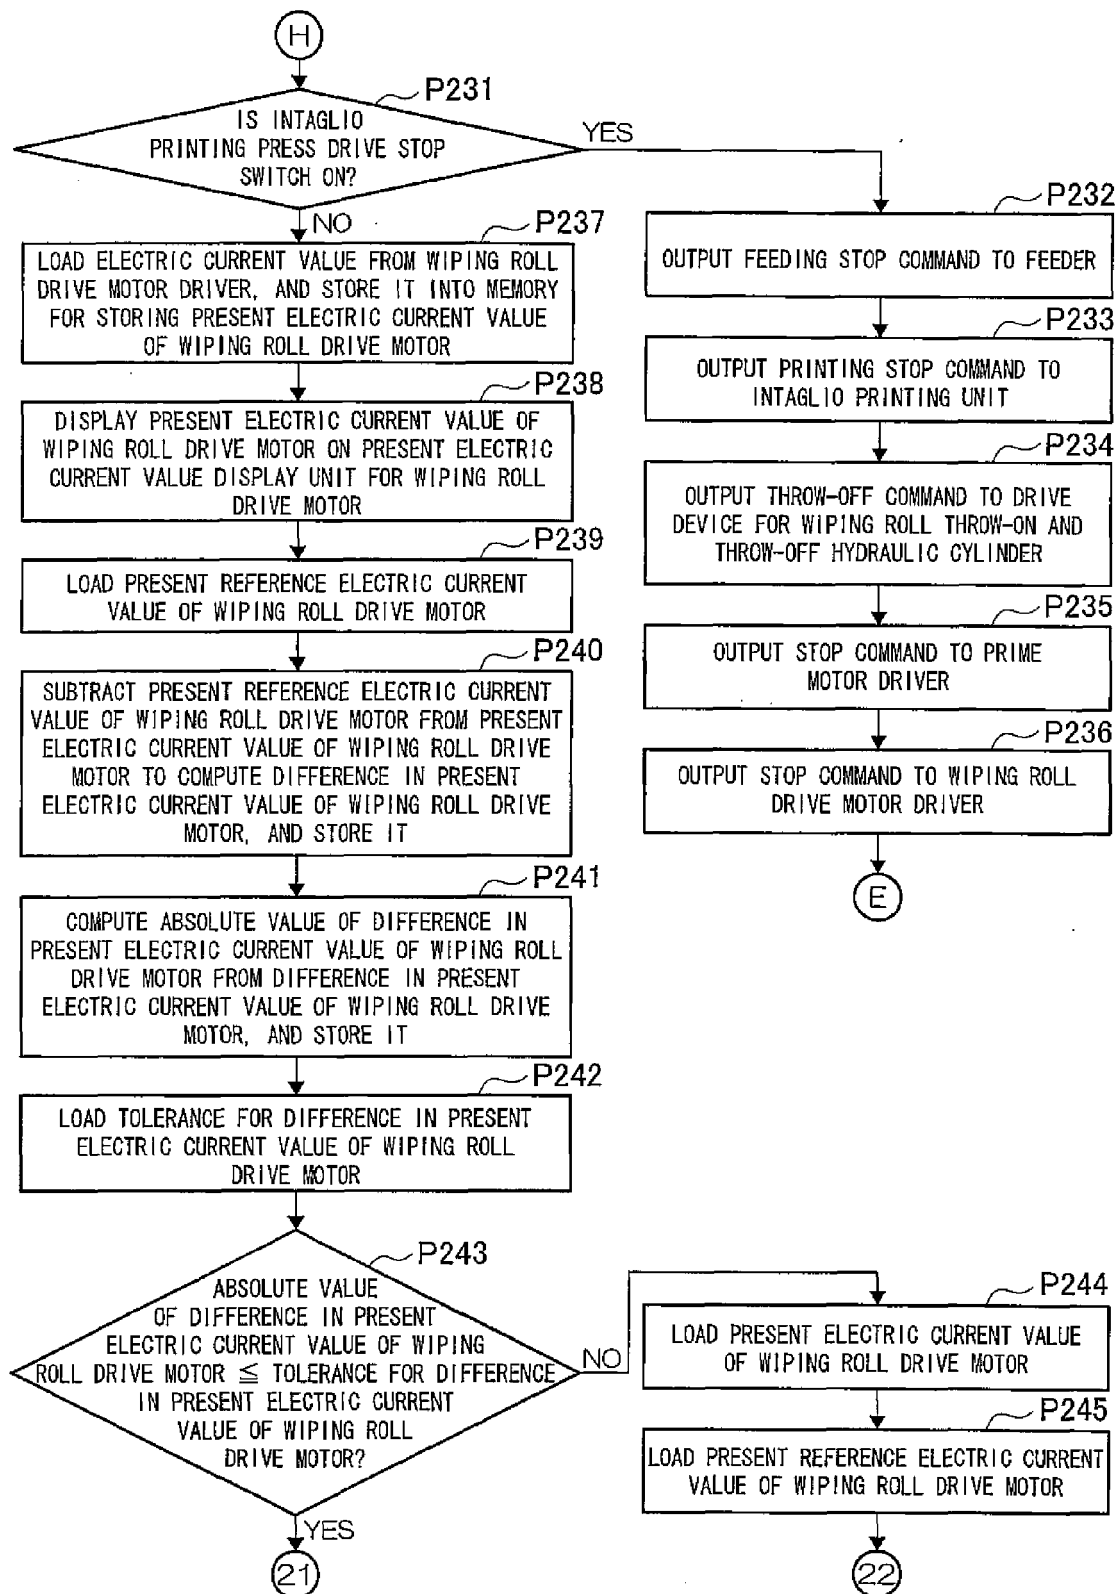 H
P231
IS INTAGLIO
PRINTING PRESS DRIVE STOP
SWITCH ON?
YES
NO
P237
LOAD ELECTRIC CURRENT VALUE FROM WIPING ROLL
DRIVE MOTOR DRIVER, AND STORE IT INTO MEMORY
FOR STORING PRESENT ELECTRIC CURRENT VALUE
OF WIPING ROLL DRIVE MOTOR
P238
DISPLAY PRESENT ELECTRIC CURRENT VALUE OF
WIPING ROLL DRIVE MOTOR ON PRESENT ELECTRIC
CURRENT VALUE DISPLAY UNIT FOR WIPING ROLL
DRIVE MOTOR
P239
LOAD PRESENT REFERENCE ELECTRIC CURRENT
VALUE OF WIPING ROLL DRIVE MOTOR
P240
SUBTRACT PRESENT REFERENCE ELECTRIC CURRENT
VALUE OF WIPING ROLL DRIVE MOTOR FROM PRESENT
ELECTRIC CURRENT VALUE OF WIPING ROLL DRIVE
MOTOR TO COMPUTE DIFFERENCE IN PRESENT
ELECTRIC CURRENT VALUE OF WIPING ROLL DRIVE
MOTOR, AND STORE IT
P241
COMPUTE ABSOLUTE VALUE OF DIFFERENCE IN
PRESENT ELECTRIC CURRENT VALUE OF WIPING ROLL
DRIVE MOTOR FROM DIFFERENCE IN PRESENT
ELECTRIC CURRENT VALUE OF WIPING ROLL DRIVE
MOTOR, AND STORE IT
P242
LOAD TOLERANCE FOR DIFFERENCE IN PRESENT
ELECTRIC CURRENT VALUE OF WIPING ROLL
DRIVE MOTOR
P243
ABSOLUTE VALUE
OF DIFFERENCE IN PRESENT
ELECTRIC CURRENT VALUE OF WIPING
ROLL DRIVE MOTOR ≦ TOLERANCE FOR DIFFERENCE
IN PRESENT ELECTRIC CURRENT
VALUE OF WIPING ROLL
DRIVE MOTOR?
NO
YES
21
P232
OUTPUT FEEDING STOP COMMAND TO FEEDER
P233
OUTPUT PRINTING STOP COMMAND TO
INTAGLIO PRINTING UNIT
P234
OUTPUT THROW-OFF COMMAND TO DRIVE
DEVICE FOR WIPING ROLL THROW-ON AND
THROW-OFF HYDRAULIC CYLINDER
P235
OUTPUT STOP COMMAND TO PRIME
MOTOR DRIVER
P236
OUTPUT STOP COMMAND TO WIPING ROLL
DRIVE MOTOR DRIVER
E
P244
LOAD PRESENT ELECTRIC CURRENT VALUE
OF WIPING ROLL DRIVE MOTOR
P245
LOAD PRESENT REFERENCE ELECTRIC CURRENT
VALUE OF WIPING ROLL DRIVE MOTOR
22